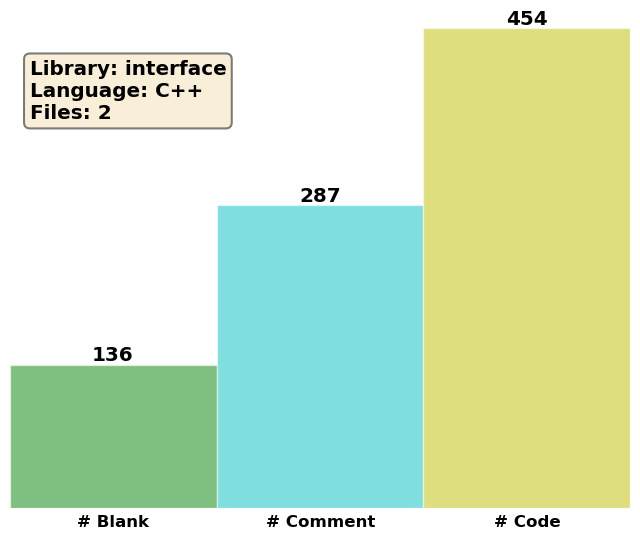 454
Library: interface
Language: C++
Files: 2
287
136
# Blank
# Comment
# Code